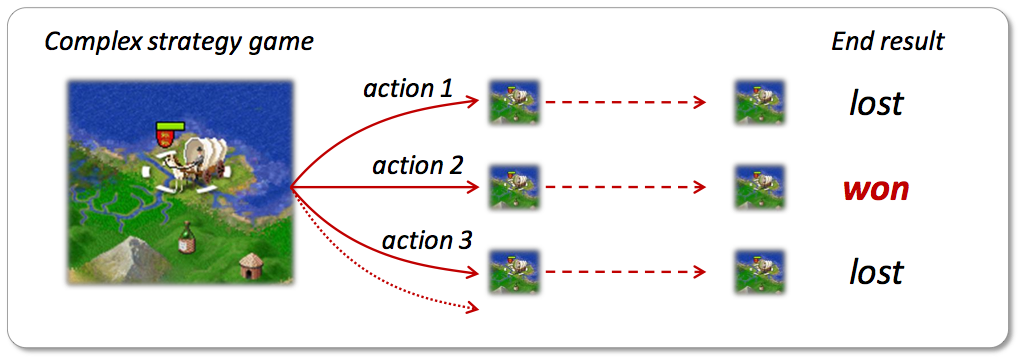 Complex strategy game
End result
action 1
lost
action 2
won
action 3
lost